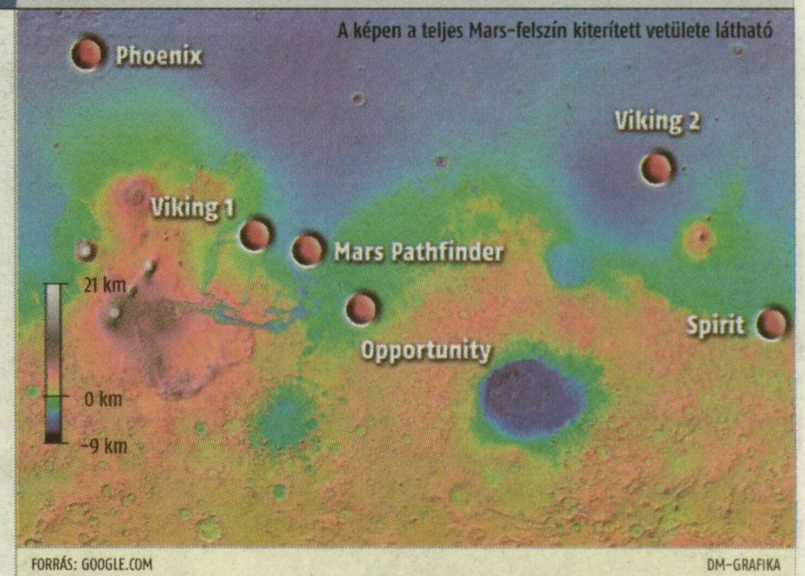 A képen a teljes Mars-felszín kiterített vetülete látható
Phoenix
Viking 2
Viking 1
Mars Pathfinder
21 km
Opportunity
Spirit
0 km
-9 km
FORRÁS: GOOGLE.COM
DM-GRAFIKA